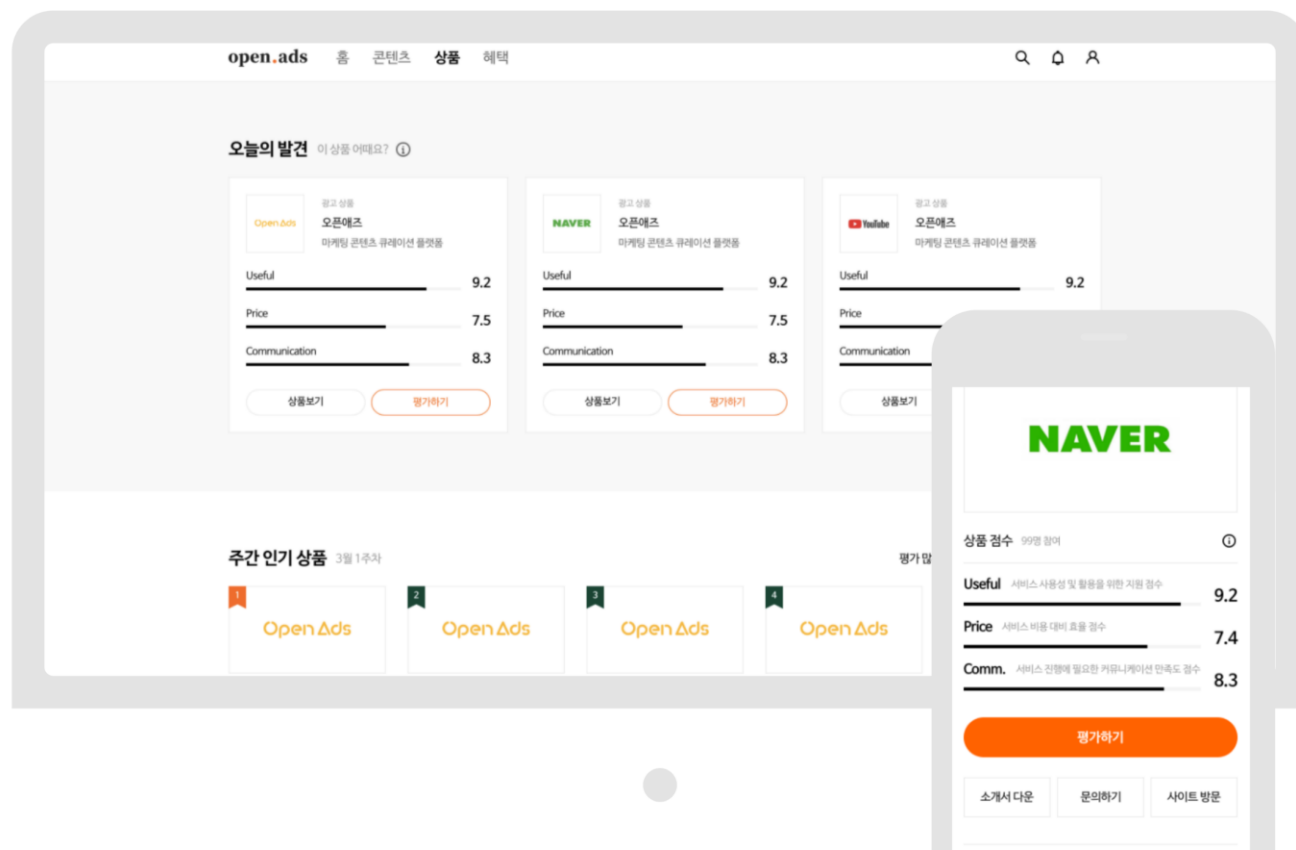 open.ads 홈 콘텐츠 상품 혜택
오늘의 발견 이 상품 어때요?
Open Ads
광고 상품
오픈애즈
마케팅 콘텐츠 큐레이션 플랫폼
Useful 9.2
Price 7.5
Communication 8.3
상품보기 평가하기
NAVER
광고 상품
오픈애즈
마케팅 콘텐츠 큐레이션 플랫폼
Useful 9.2
Price 7.5
Communication 8.3
상품보기 평가하기
YouTube
광고 상품
오픈애즈
마케팅 콘텐츠 큐레이션 플랫폼
Useful 9.2
Price
Communication
상품보기
주간 인기 상품 3월 1주차
평가 많
1 Open Ads
2 Open Ads
3 Open Ads
4 Open Ads
NAVER
상품 점수 99명 참여
Useful 서비스 사용성 및 활용을 위한 지원 점수 9.2
Price 서비스 비용 대비 효율 점수 7.4
Comm. 서비스 진행에 필요한 커뮤니케이션 만족도 점수 8.3
평가하기
소개서 다운 문의하기 사이트 방문